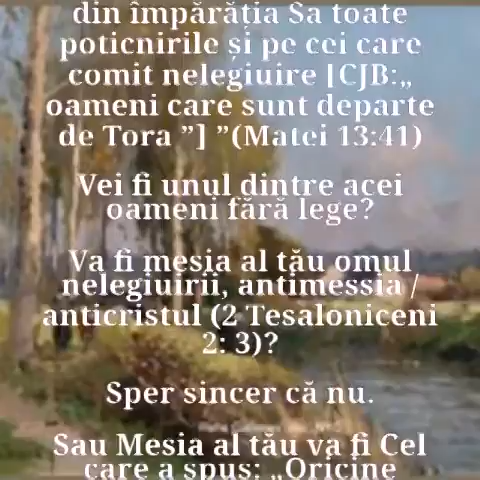 din împărăția Sa toate
poticnirile și pe cei care
comit nelegiuire [CJB:„
oameni care sunt departe
de Tora ”] ”(Matei 13:41)
Vei fi unul dintre acei
oameni fără lege?
Va fi mesia al tău omul
nelegiuirii, antimessia /
anticristul (2 Tesaloniceni
2: 3)?
Sper sincer că nu.
Sau Mesia al tău va fi Cel
care a spus: „Oricine